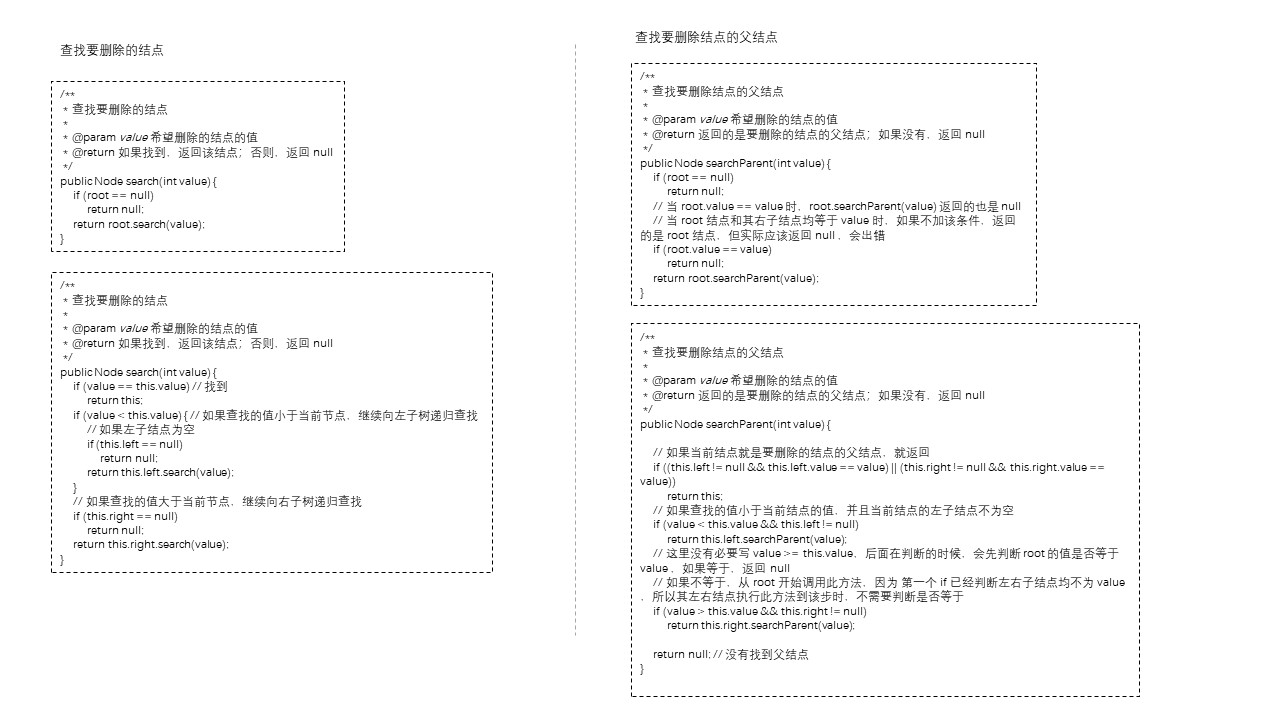 查找要删除的结点
/**
 * 查找要删除的结点
 *
 * @param value 希望删除的结点的值
 * @return 如果找到，返回该结点；否则，返回 null
 */
public Node search(int value) {
    if (root == null)
        return null;
    return root.search(value);
}
/**
 * 查找要删除的结点
 *
 * @param value 希望删除的结点的值
 * @return 如果找到，返回该结点；否则，返回 null
 */
public Node search(int value) {
    if (value == this.value) // 找到
        return this;
    if (value < this.value) { // 如果查找的值小于当前节点，继续向左子树递归查找
        // 如果左子结点为空
        if (this.left == null)
            return null;
        return this.left.search(value);
    }
    // 如果查找的值大于当前节点，继续向右子树递归查找
    if (this.right == null)
        return null;
    return this.right.search(value);
}
查找要删除结点的父结点
/**
 * 查找要删除结点的父结点
 *
 * @param value 希望删除的结点的值
 * @return 返回的是要删除的结点的父结点；如果没有，返回 null
 */
public Node searchParent(int value) {
    if (root == null)
        return null;
    // 当 root.value == value 时，root.searchParent(value) 返回的也是 null
    // 当 root 结点和其右子结点均等于 value 时，如果不加该条件，返回
的是 root 结点，但实际应该返回 null ，会出错
    if (root.value == value)
        return null;
    return root.searchParent(value);
}
/**
 * 查找要删除结点的父结点
 *
 * @param value 希望删除的结点的值
 * @return 返回的是要删除的结点的父结点；如果没有，返回 null
 */
public Node searchParent(int value) {
    // 如果当前结点就是要删除的结点的父结点，就返回
    if ((this.left != null && this.left.value == value) || (this.right != null && this.right.value ==
value))
        return this;
    // 如果查找的值小于当前结点的值，并且当前结点的左子结点不为空
    if (value < this.value && this.left != null)
        return this.left.searchParent(value);
    // 这里没有必要写 value >= this.value，后面在判断的时候，会先判断 root 的值是否等于
value ，如果等于，返回 null
    // 如果不等于，从 root 开始调用此方法，因为 第一个 if 已经判断左右子结点均不为 value
，所以其左右结点执行此方法到该步时，不需要判断是否等于
    if (value > this.value && this.right != null)
        return this.right.searchParent(value);
    return null; // 没有找到父结点
}